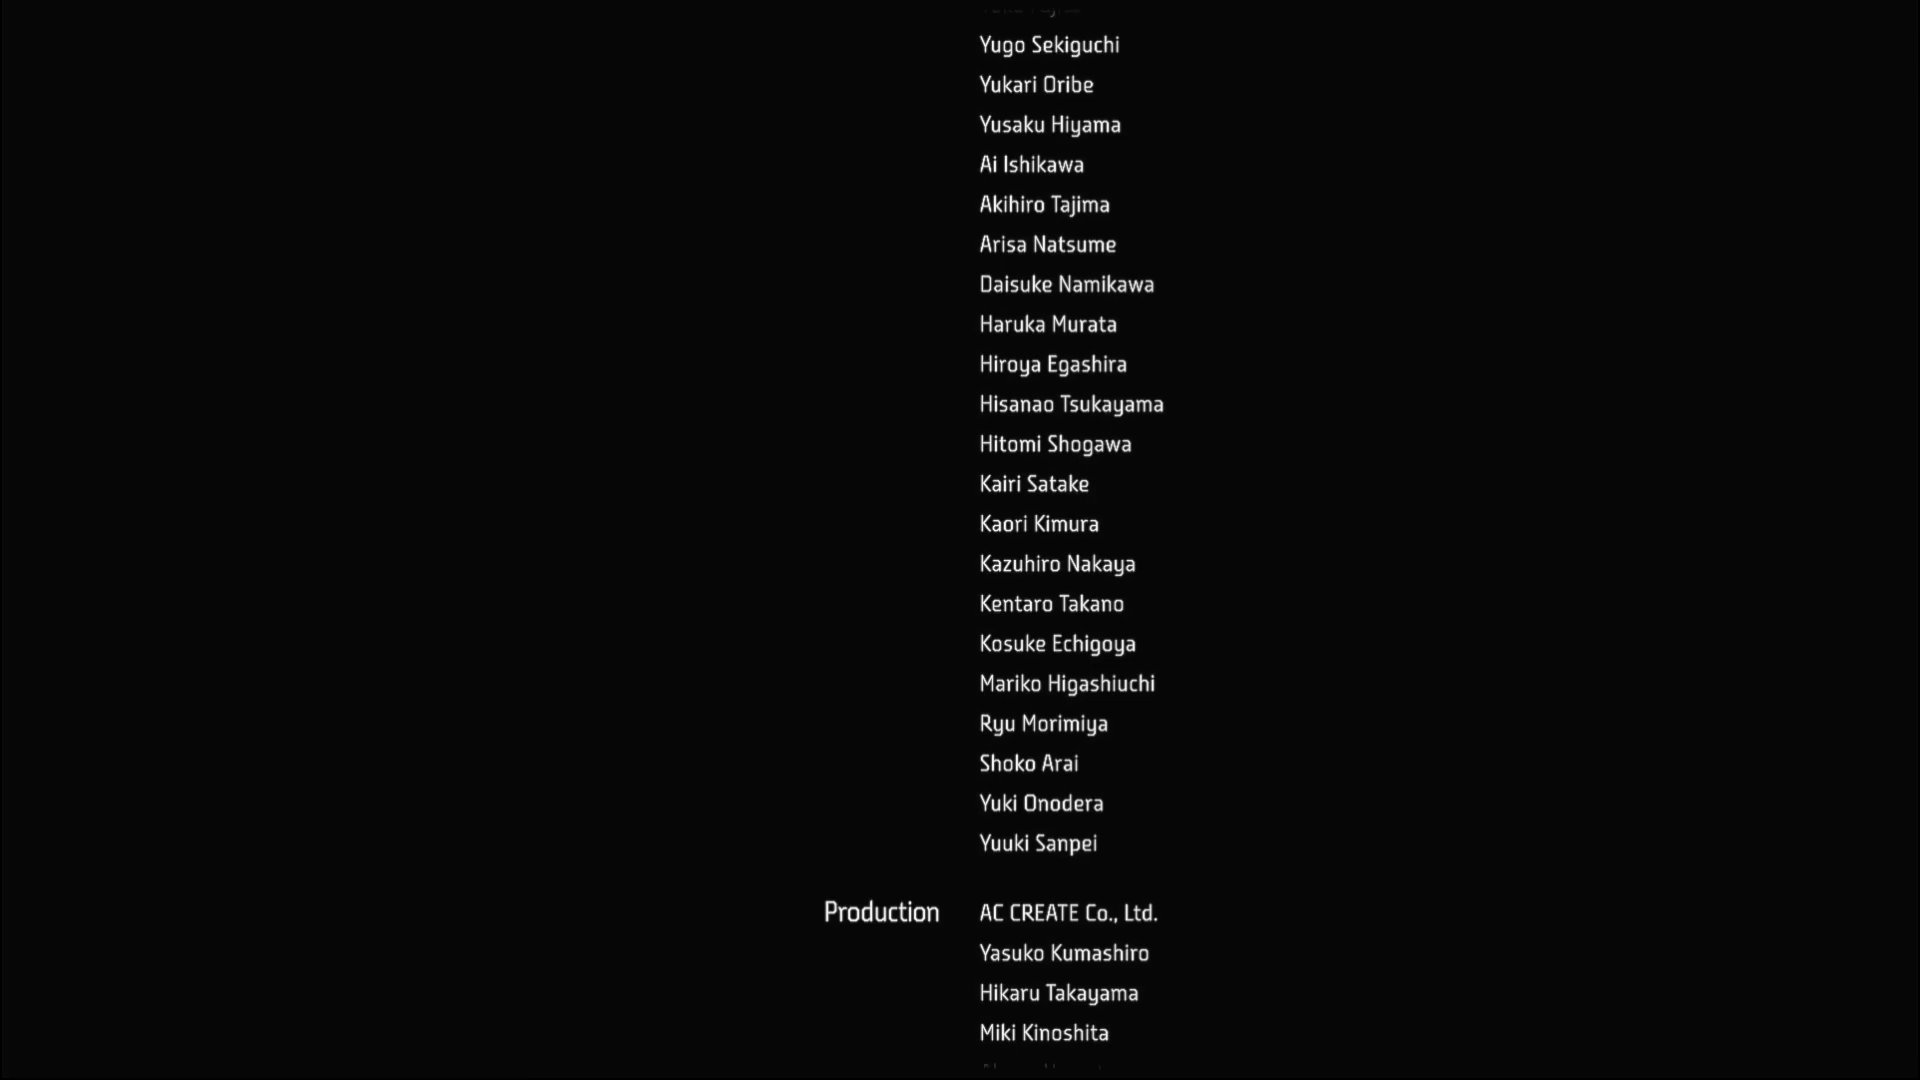 Yugo Sekiguchi
Yukari Oribe
Yusaku Hiyama
Ai Ishikawa
Akihiro Tajima
Arisa Natsume
Daisuke Namikawa
Haruka Murata
Hiroya Egashira
Hisanao Tsukayama
Hitomi Shogawa
Kairi Satake
Kaori Kimura
Kazuhiro Nakaya
Kentaro Takano
Kosuke Echigoya
Mariko Higashiuchi
Ryu Morimiya
Shoko Arai
Yuki Onodera
Yuuki Sanpei
Production AC CREATE Co., Ltd.
Yasuko Kumashiro
Hikaru Takayama
Miki Kinoshita